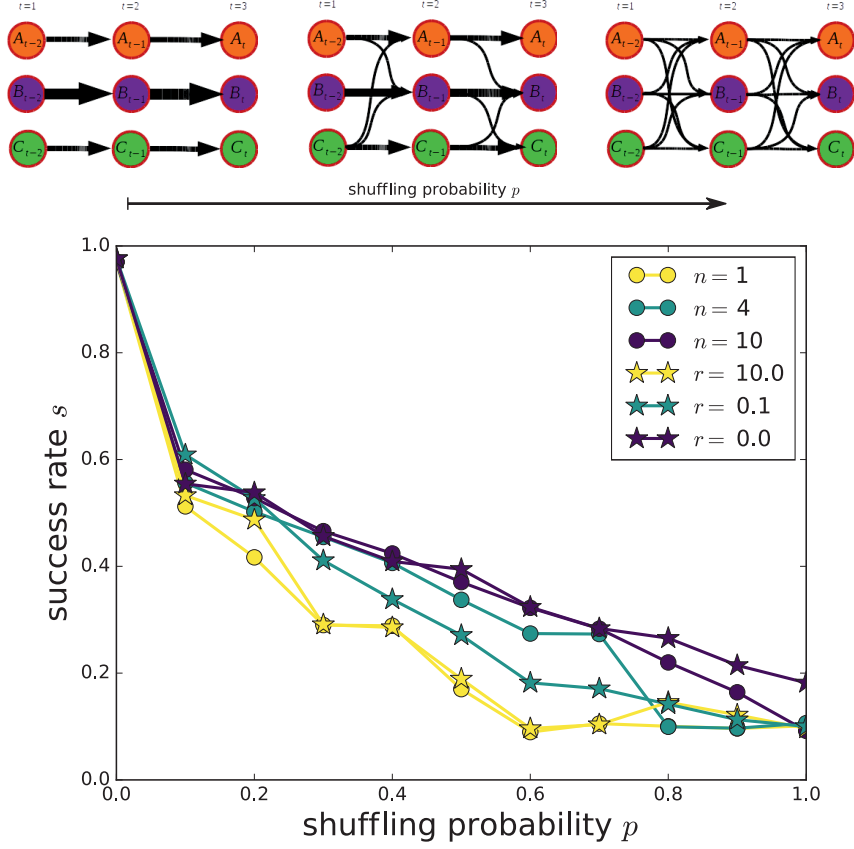 t=1 t=2 t=3 t=1 t=2 t=3 t=1 t=2 t=3
A_{t-2} A_{t-1} A_t A_{t-2} A_{t-1} A_t A_{t-2} A_{t-1} A_t
B_{t-2} B_{t-1} B_t B_{t-2} B_{t-1} B_t B_{t-2} B_{t-1} B_t
C_{t-2} C_{t-1} C_t C_{t-2} C_{t-1} C_t C_{t-2} C_{t-1} C_t
shuffling probability p
1.0
0.8
0.6
0.4
0.2
0.0
success rate s
n = 1
n = 4
n = 10
r = 10.0
r = 0.1
r = 0.0
0.0 0.2 0.4 0.6 0.8 1.0
shuffling probability p